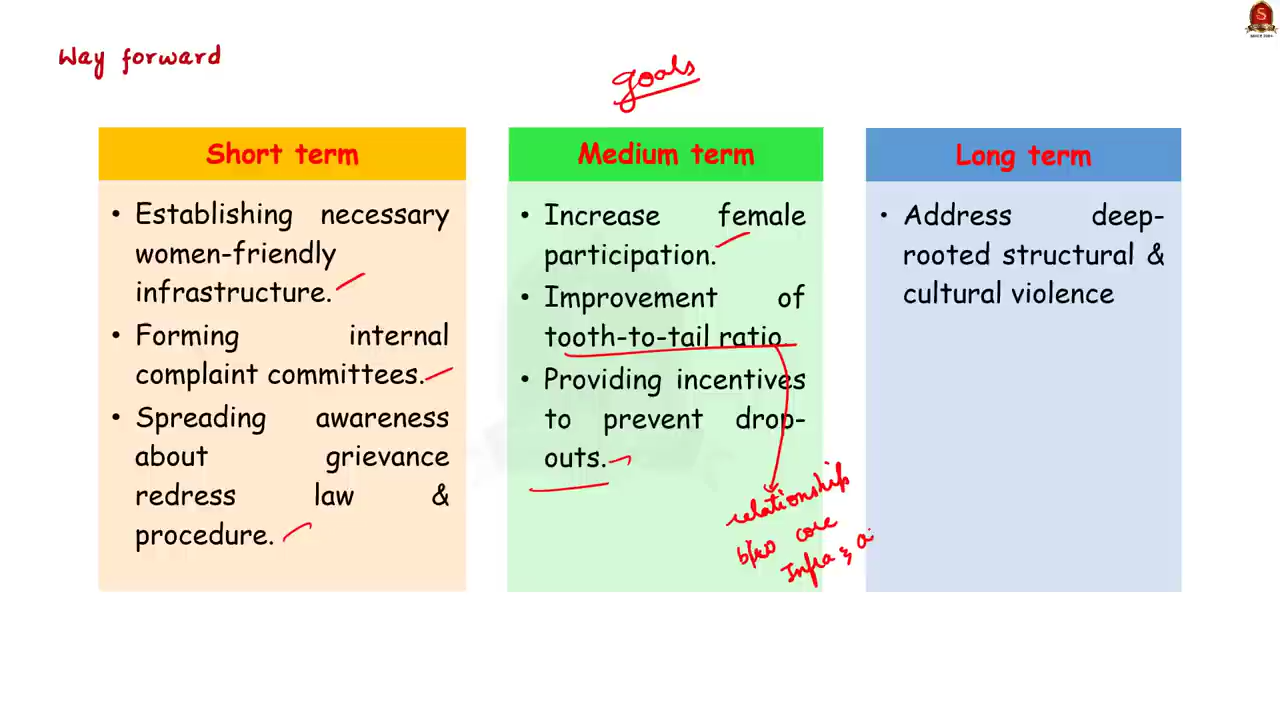 Way forward
goals
Short term
• Establishing necessary
women-friendly
infrastructure.
• Forming internal
complaint committees.
• Spreading awareness
about grievance
redress law &
procedure.
Medium term
• Increase female
participation.
• Improvement of
tooth-to-tail ratio
• Providing incentives
to prevent drop-
outs.
relationship
b/w core
Infra & a
Long term
• Address deep-
rooted structural &
cultural violence